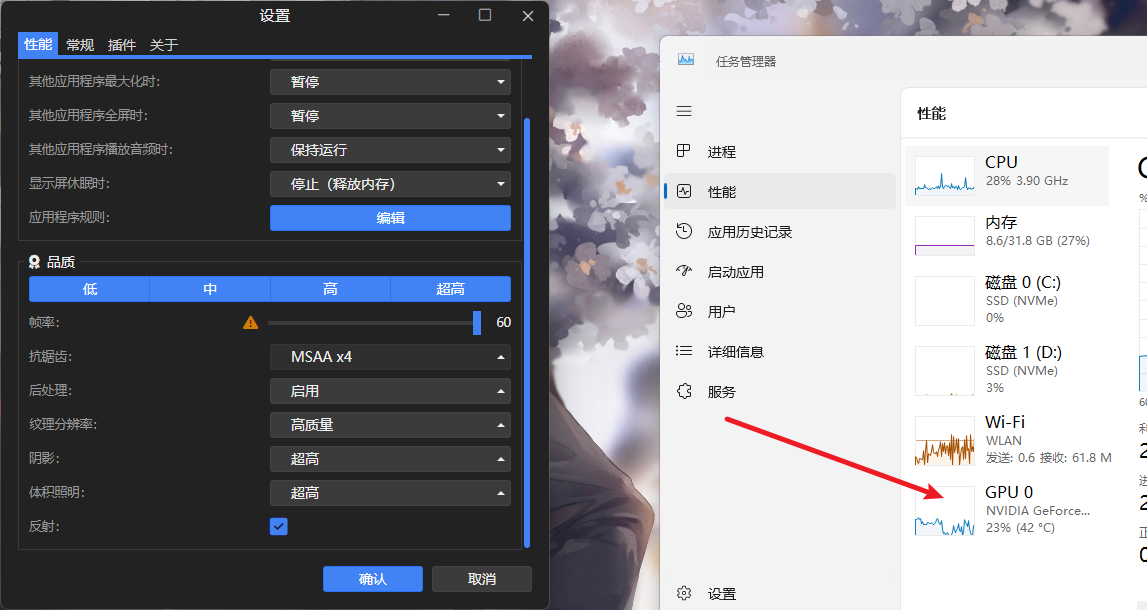 设置
性能 常规 插件 关于
其他应用程序最大化时: 暂停
其他应用程序全屏时: 暂停
其他应用程序播放音频时: 保持运行
显示屏休眠时: 停止（释放内存）
应用程序规则: 编辑
品质
低 中 高 超高
帧率: 60
抗锯齿: MSAA x4
后处理: 启用
纹理分辨率: 高质量
阴影: 超高
体积照明: 超高
反射:
确认 取消
任务管理器
进程
性能
应用历史记录
启动应用
用户
详细信息
服务
设置
性能
CPU
28% 3.90 GHz
内存
8.6/31.8 GB (27%)
磁盘 0 (C:)
SSD (NVMe)
0%
磁盘 1 (D:)
SSD (NVMe)
3%
Wi-Fi
WLAN
发送: 0.6 接收: 61.8 M
GPU 0
NVIDIA GeForce...
23% (42 °C)